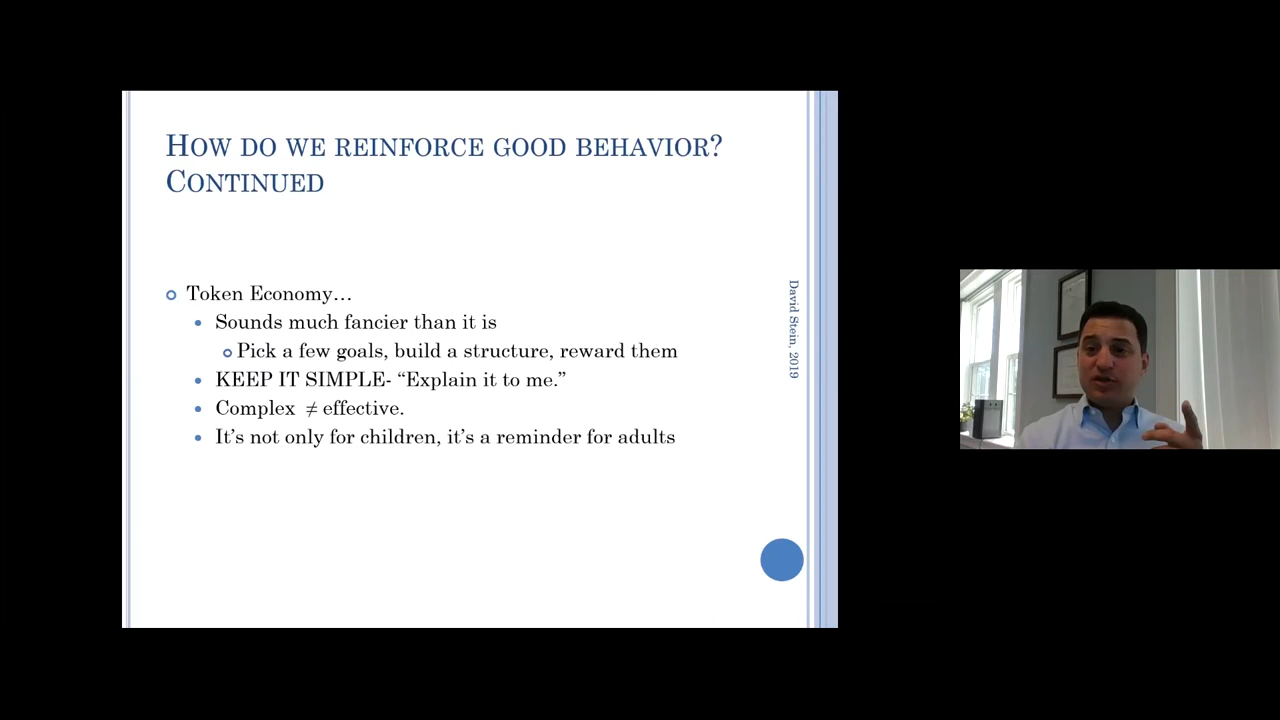 HOW DO WE REINFORCE GOOD BEHAVIOR?
CONTINUED
Token Economy…
Sounds much fancier than it is
Pick a few goals, build a structure, reward them
KEEP IT SIMPLE- “Explain it to me.”
Complex ≠ effective.
It’s not only for children, it’s a reminder for adults
David Stein, 2019